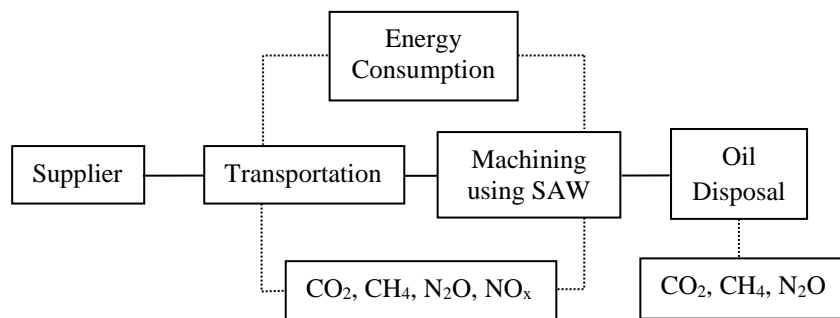 Energy
Consumption
Supplier
Transportation
Machining
using SAW
Oil
Disposal
CO₂, CH₄, N₂O, NOₓ
CO₂, CH₄, N₂O